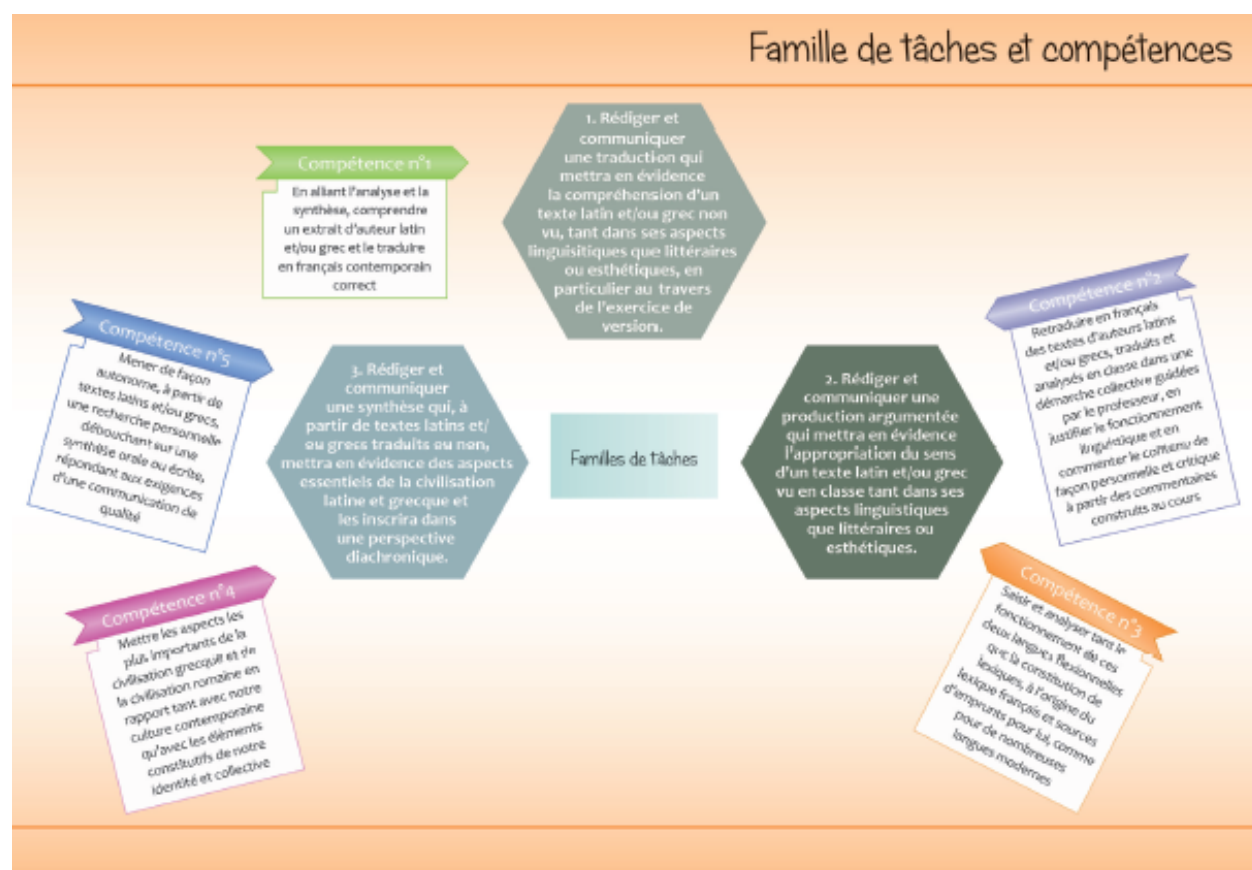 Famille de tâches et compétences
1. Rédiger et
communiquer
une traduction qui
mettra en évidence
la compréhension d'un
texte latin et/ou grec non
vu, tant dans ses aspects
linguisitiques que littéraires
ou esthétiques, en
particulier au travers
de l'exercice de
version.
Compétence n°1
En alliant l'analyse et la
synthèse, comprendre
un extrait d'auteur latin
et/ou grec et le traduire
en français contemporain
correct
Compétence n°2
Retraduire en français
des textes d'auteurs latins
et/ou grecs, traduits et
analysés en classe dans une
démarche collective guidées
par le professeur, en
justifier le fonctionnement
linguistique et en
commenter le contenu de
façon personnelle et critique
à partir des commentaires
construits au cours
Compétence n°5
Mener de façon
autonome, à partir de
textes latins et/ou grecs,
une recherche personnelle
débouchant sur une
synthèse orale ou écrite,
répondant aux exigences
d'une communication de
qualité
3. Rédiger et
communiquer
une synthèse qui, à
partir de textes latins et/
ou grecs traduits ou non,
mettra en évidence des aspects
essentiels de la civilisation
latine et grecque et
les inscrira dans
une perspective
diachronique.
Familles de tâches
2. Rédiger et
communiquer une
production argumentée
qui mettra en évidence
l'appropriation du sens
d'un texte latin et/ou grec
vu en classe tant dans ses
aspects linguistiques
que littéraires ou
esthétiques.
Compétence n°4
Mettre les aspects les
plus importants de la
civilisation grecque et de
la civilisation romaine en
rapport tant avec notre
culture contemporaine
qu'avec les éléments
constitutifs de notre
identité et collective
Compétence n°3
Saisir et analyser tant le
fonctionnement de ces
deux langues flexionnelles
que la constitution de
lexiques, à l'origine du
lexique français et sources
d'emprunts pour lui, comme
pour de nombreuses
langues modernes